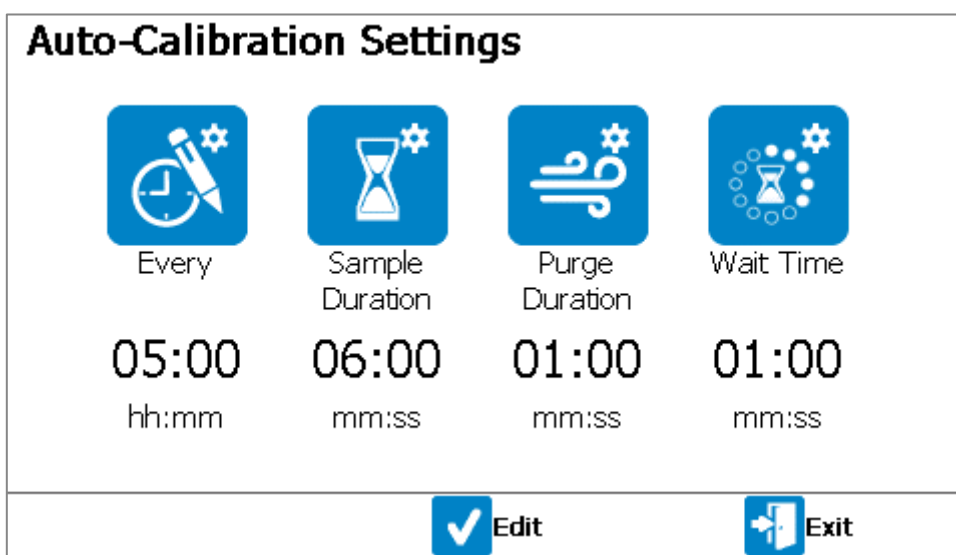 Auto-Calibration Settings
Every
Sample
Duration
Purge
Duration
Wait Time
05:00
06:00
01:00
01:00
hh:mm
mm:ss
mm:ss
mm:ss
Edit
Exit